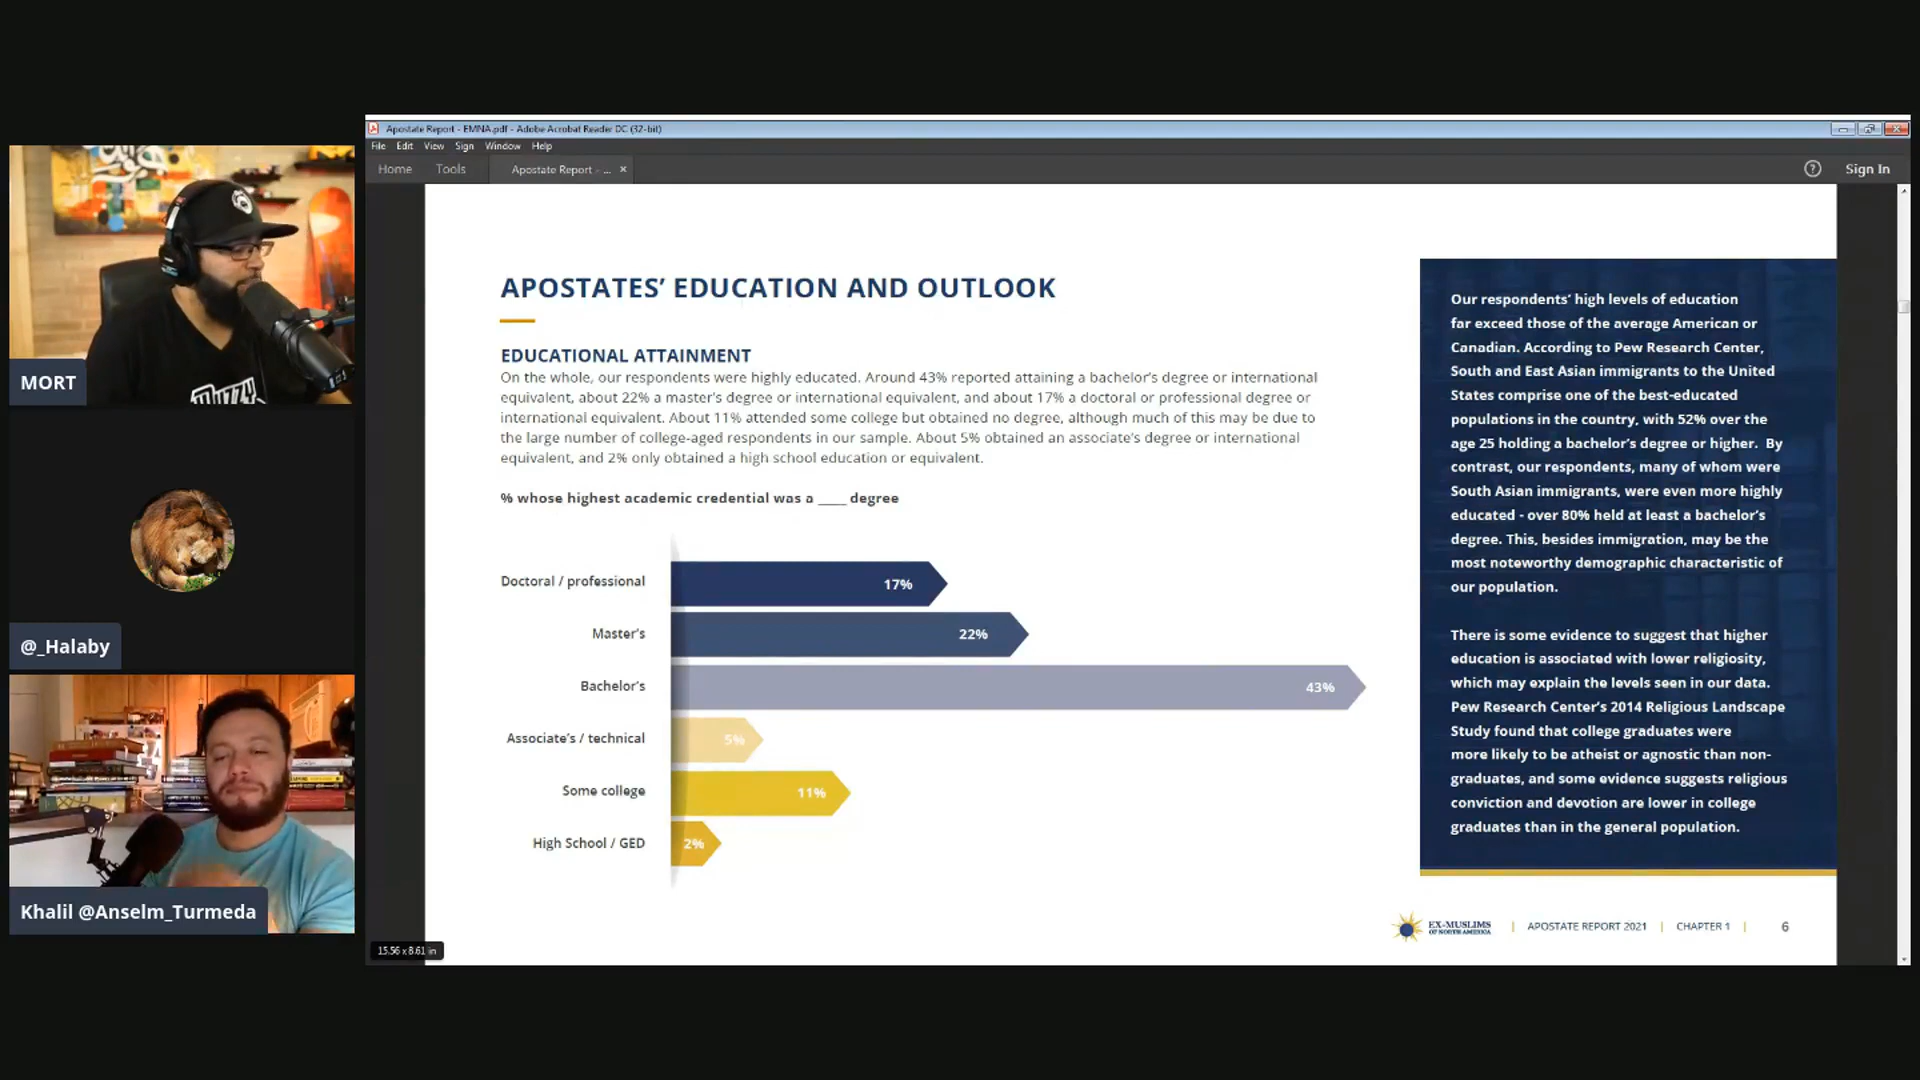 Apostate Report - EMNA.pdf - Adobe Acrobat Reader DC (32-bit)
File Edit View Sign Window Help
Home Tools Apostate Report - ... × ? Sign In
MORT
@_Halaby
Khalil @Anselm_Turmeda
APOSTATES' EDUCATION AND OUTLOOK
EDUCATIONAL ATTAINMENT
On the whole, our respondents were highly educated. Around 43% reported attaining a bachelor's degree or international
equivalent, about 22% a master's degree or international equivalent, and about 17% a doctoral or professional degree or
international equivalent. About 11% attended some college but obtained no degree, although much of this may be due to
the large number of college-aged respondents in our sample. About 5% obtained an associate's degree or international
equivalent, and 2% only obtained a high school education or equivalent.
% whose highest academic credential was a ____ degree
Doctoral / professional 17%
Master's 22%
Bachelor's 43%
Associate's / technical 5%
Some college 11%
High School / GED 2%
Our respondents' high levels of education
far exceed those of the average American or
Canadian. According to Pew Research Center,
South and East Asian immigrants to the United
States comprise one of the best-educated
populations in the country, with 52% over the
age 25 holding a bachelor's degree or higher. By
contrast, our respondents, many of whom were
South Asian immigrants, were even more highly
educated - over 80% held at least a bachelor's
degree. This, besides immigration, may be the
most noteworthy demographic characteristic of
our population.
There is some evidence to suggest that higher
education is associated with lower religiosity,
which may explain the levels seen in our data.
Pew Research Center's 2014 Religious Landscape
Study found that college graduates were
more likely to be atheist or agnostic than non-
graduates, and some evidence suggests religious
conviction and devotion are lower in college
graduates than in the general population.
EX-MUSLIMS
OF NORTH AMERICA
| APOSTATE REPORT 2021 | CHAPTER 1 | 6
15.56 x 8.61 in